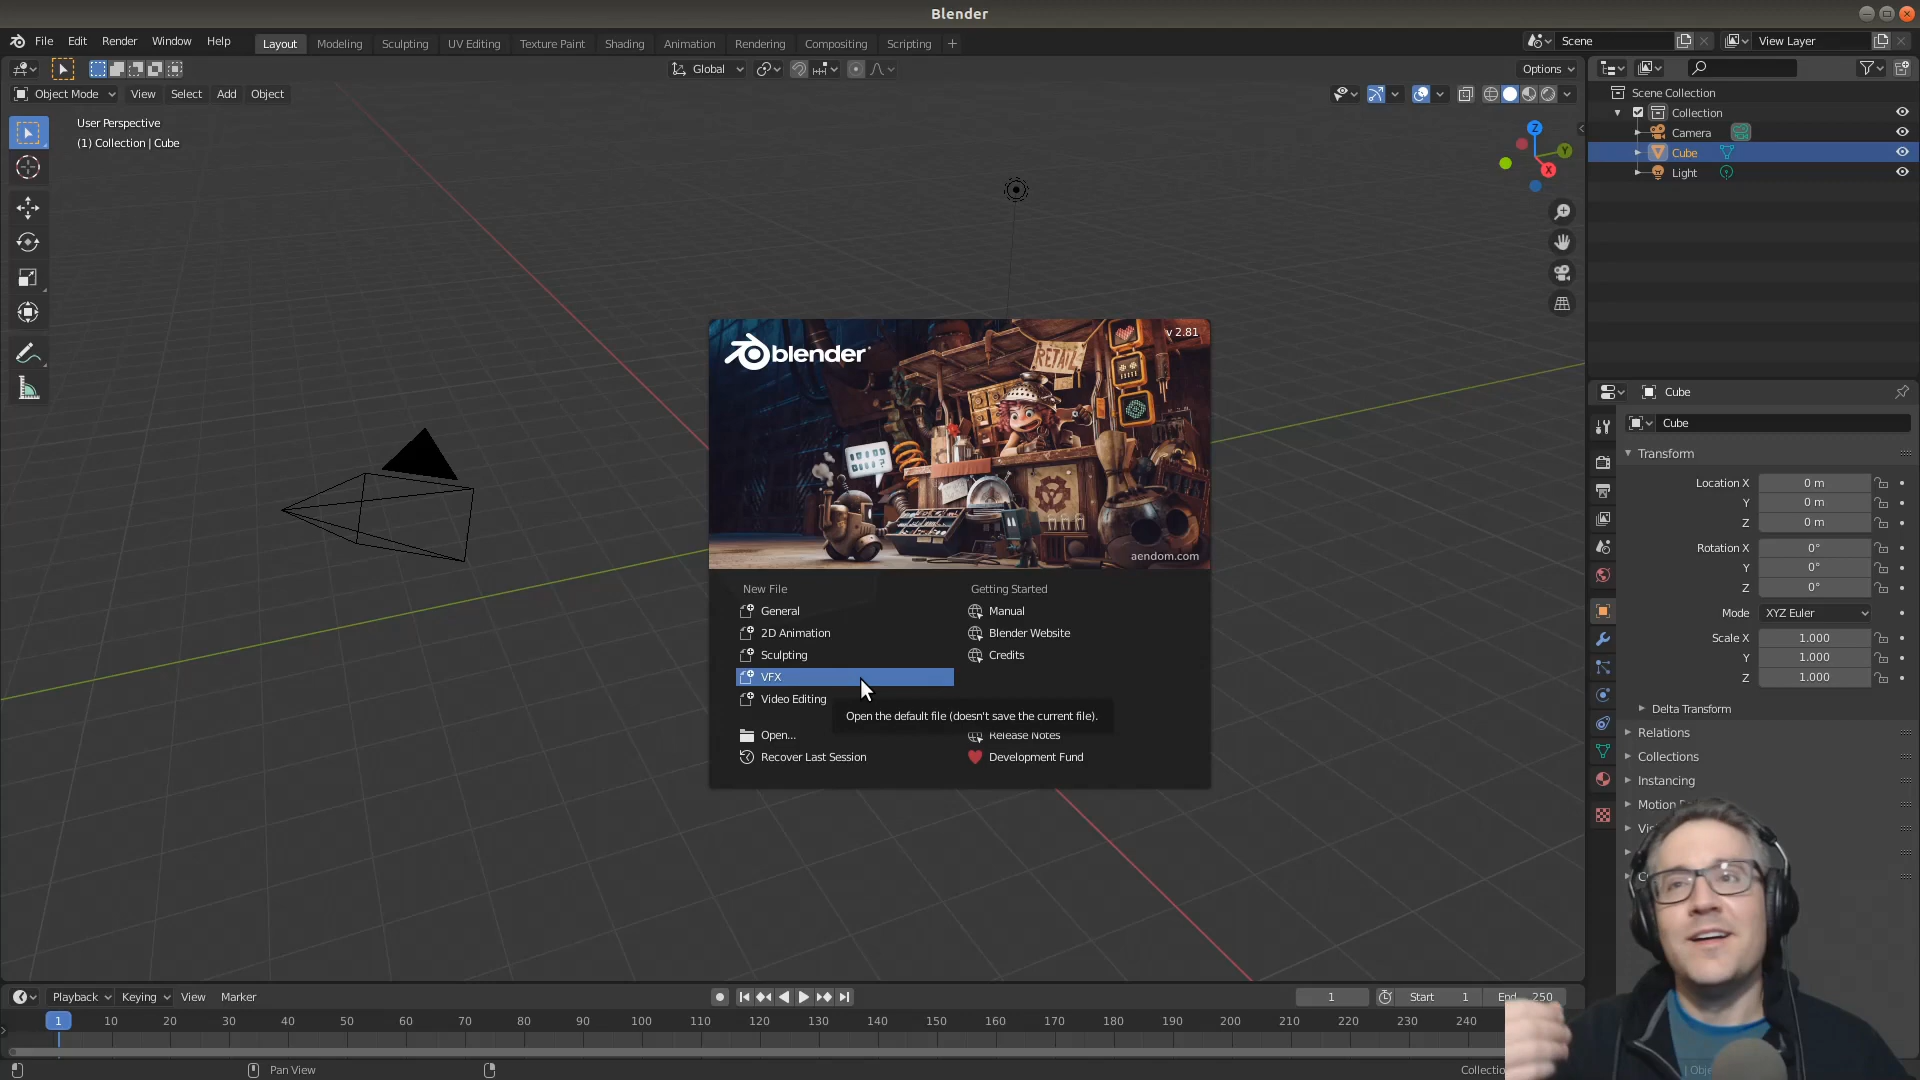 Blender
File Edit Render Window Help
Layout Modeling Sculpting UV Editing Texture Paint Shading Animation Rendering Compositing Scripting +
Scene
View Layer
Global
Options
Object Mode View Select Add Object
User Perspective
(1) Collection | Cube
Z
Y
X
Scene Collection
Collection
Camera
Cube
Light
v 2.81
blender
RETAIL
aendom.com
New File
General
2D Animation
Sculpting
VFX
Video Editing
Open...
Recover Last Session
Getting Started
Manual
Blender Website
Credits
Open the default file (doesn't save the current file).
Release Notes
Development Fund
Cube
Cube
Transform
Location X 0 m
Y 0 m
Z 0 m
Rotation X 0°
Y 0°
Z 0°
Mode XYZ Euler
Scale X 1.000
Y 1.000
Z 1.000
Delta Transform
Relations
Collections
Instancing
Motion
Playback Keying View Marker
1
Start 1
End 250
1 10 20 30 40 50 60 70 80 90 100 110 120 130 140 150 160 170 180 190 200 210 220 230 240
Pan View